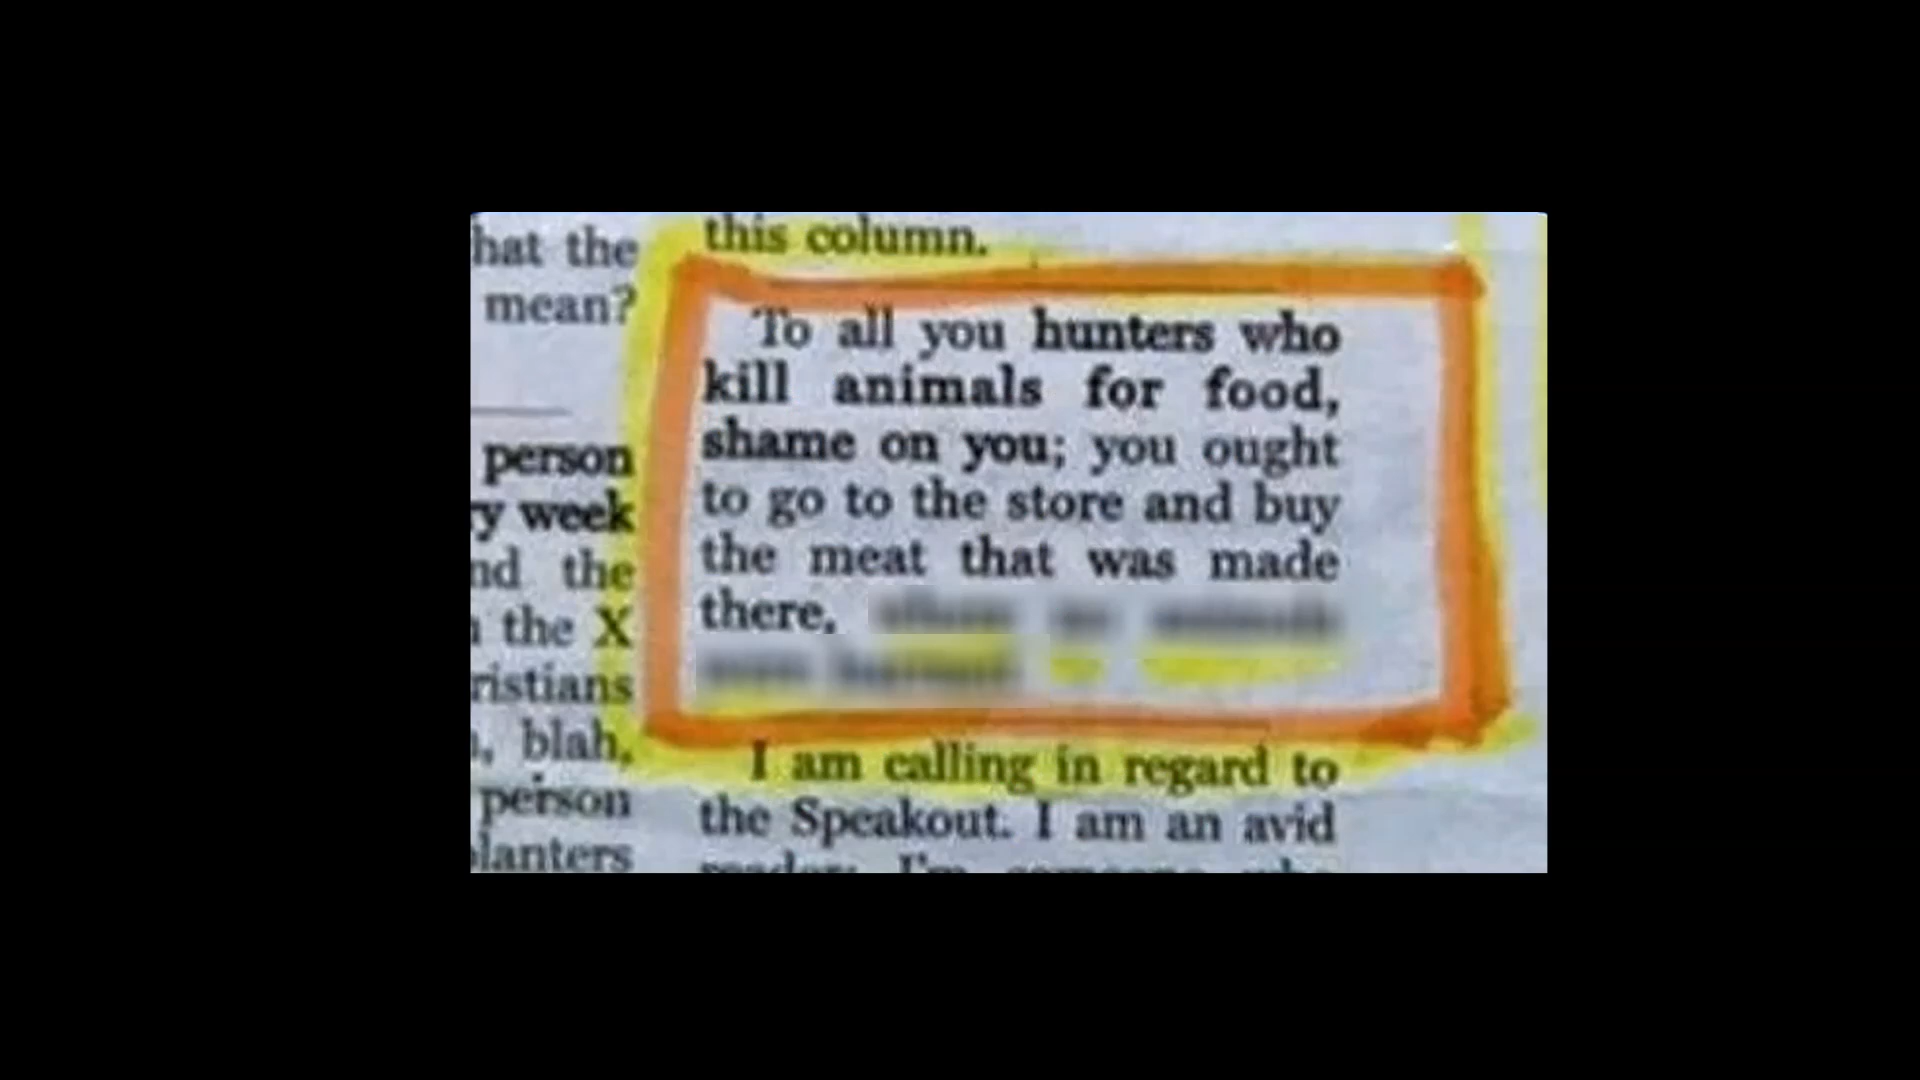 hat the
mean?
person
y week
nd the
the X
ristians
, blah,
person
lanters
this column.
To all you hunters who
kill animals for food,
shame on you; you ought
to go to the store and buy
the meat that was made
there,
I am calling in regard to
the Speakout. I am an avid